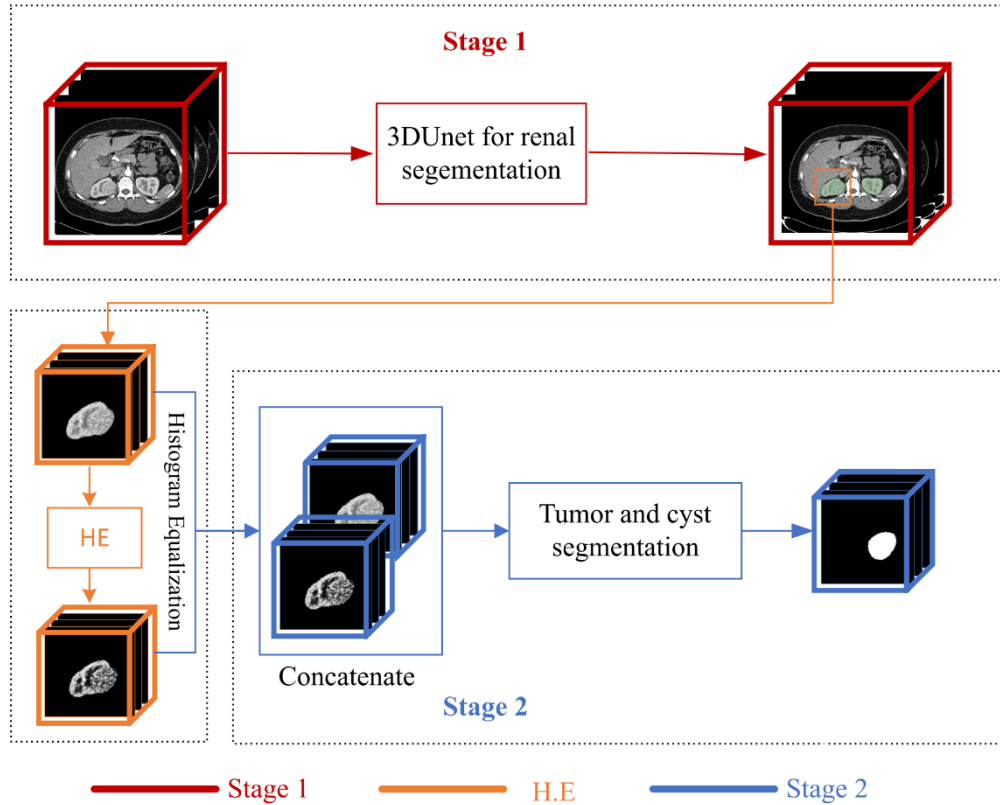 Stage 1
3DUnet for renal
segementation
Histogram Equalization
HE
Tumor and cyst
segmentation
Concatenate
Stage 2
Stage 1
H.E
Stage 2